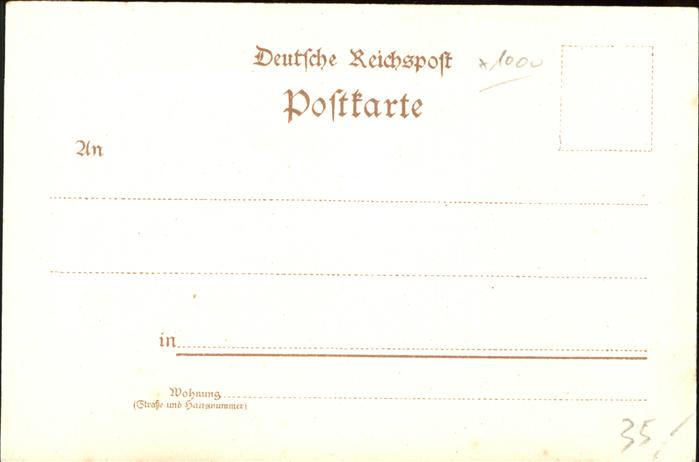 Deutsche Reichspost
x1000
Postkarte
An
in
Wohnung
(Straße und Hausnummer)
35,-